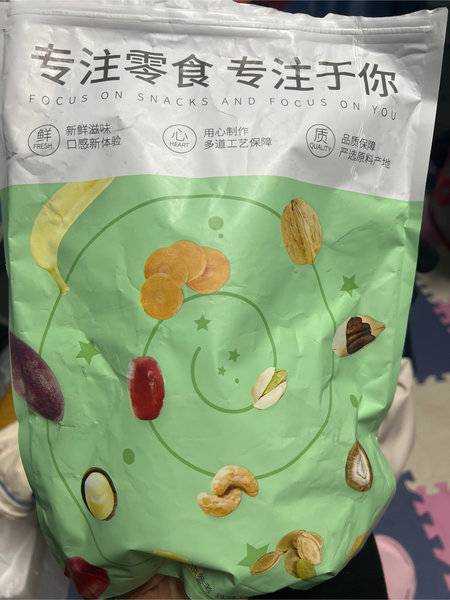 专注零食 专注于你
FOCUS ON SNACKS AND FOCUS ON YOU
鲜
FRESH
新鲜滋味
口感新体验
心
HEART
用心制作
多道工艺保障
质
QUALITY
品质保障
严选原料产地